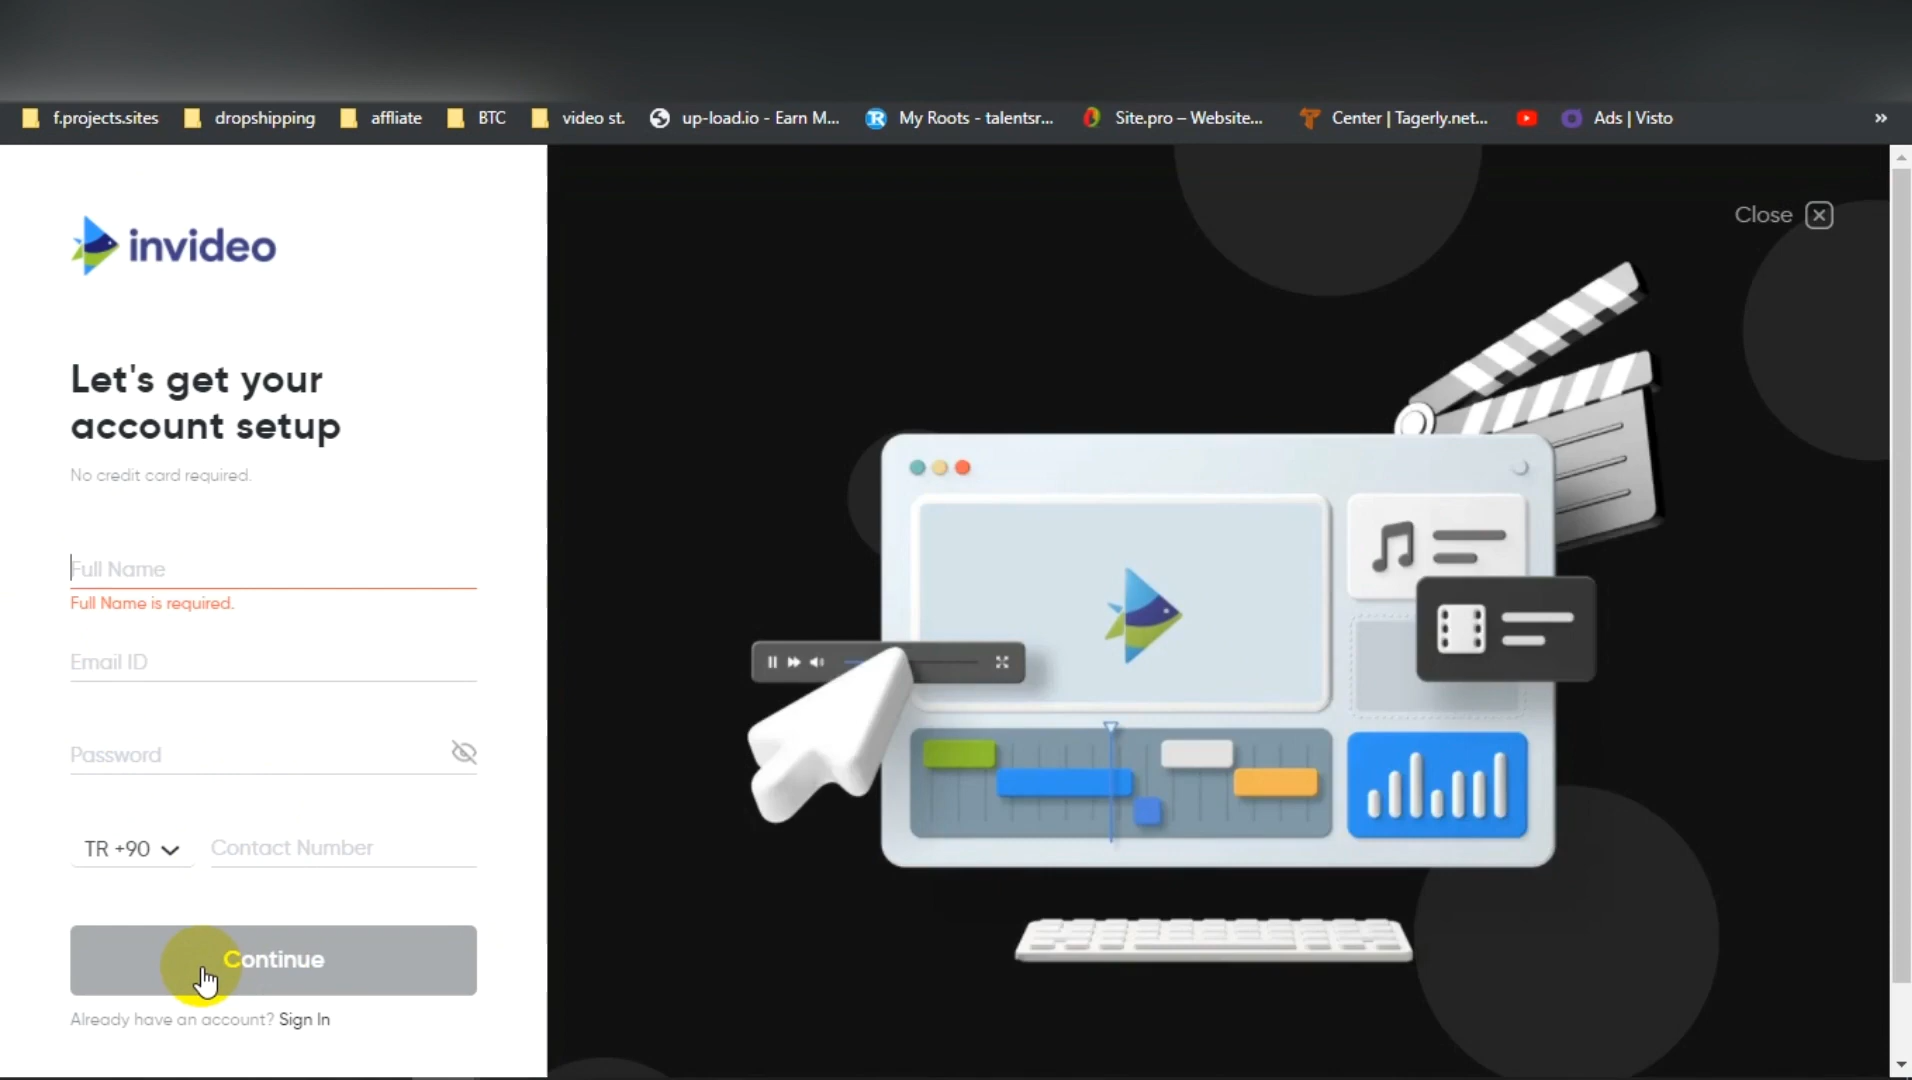 f.projects.sites dropshipping affliate BTC video st. up-load.io - Earn M... My Roots - talentsr... Site.pro – Website... Center | Tagerly.net... Ads | Visto »
Close
invideo
Let's get your
account setup
No credit card required.
Full Name
Full Name is required.
Email ID
Password
TR +90 Contact Number
Continue
Already have an account? Sign In